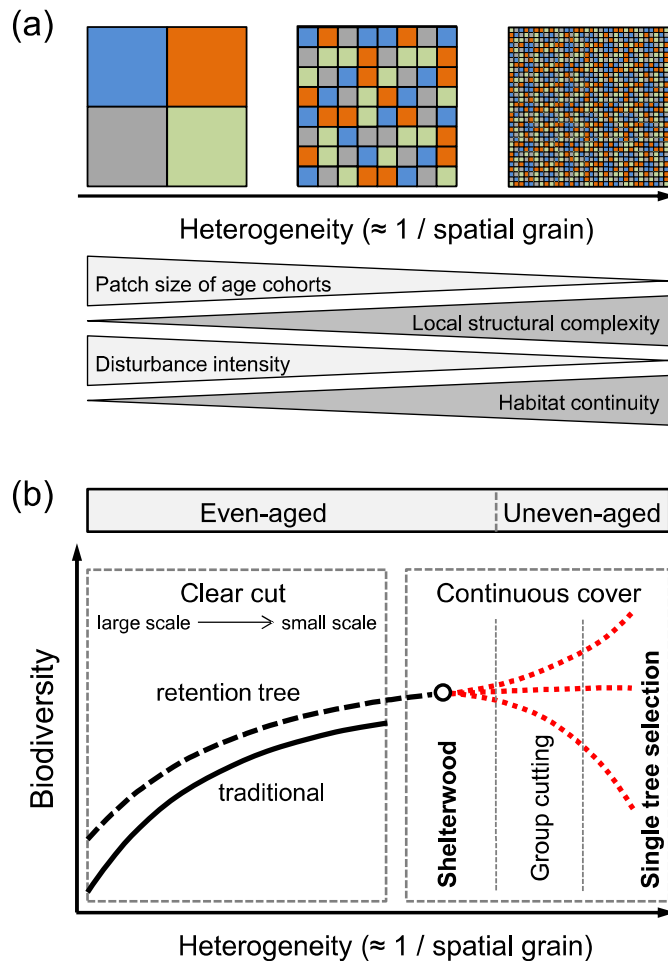 (a)
Heterogeneity (≈ 1 / spatial grain)
Patch size of age cohorts
Local structural complexity
Disturbance intensity
Habitat continuity
(b)
Even-aged
Uneven-aged
Clear cut
large scale
small scale
Continuous cover
retention tree
traditional
Shelterwood
Group cutting
Single tree selection
Biodiversity
Heterogeneity (≈ 1 / spatial grain)